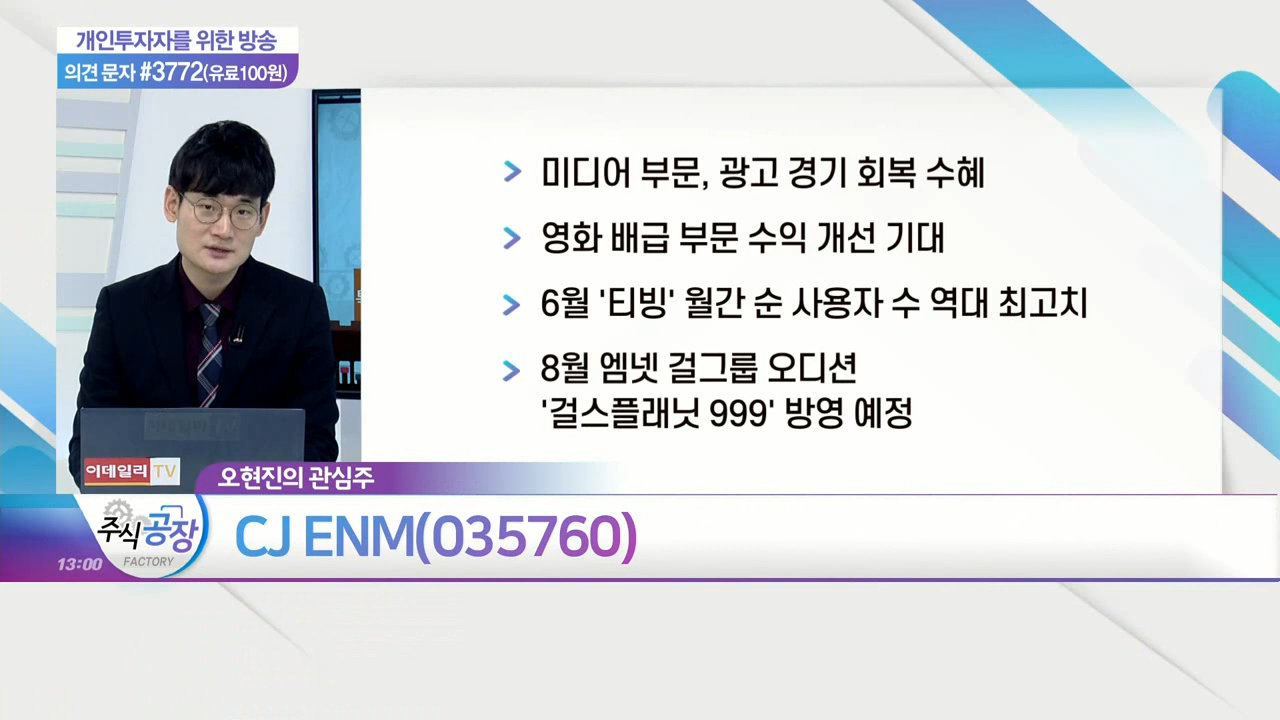 개인투자자를 위한 방송
의견 문자 #3772(유료100원)
> 미디어 부문, 광고 경기 회복 수혜
> 영화 배급 부문 수익 개선 기대
> 6월 '티빙' 월간 순 사용자 수 역대 최고치
> 8월 엠넷 걸그룹 오디션
'걸스플래닛 999' 방영 예정
이데일리 TV
오현진의 관심주
주식공장
FACTORY
13:00
CJ ENM(035760)